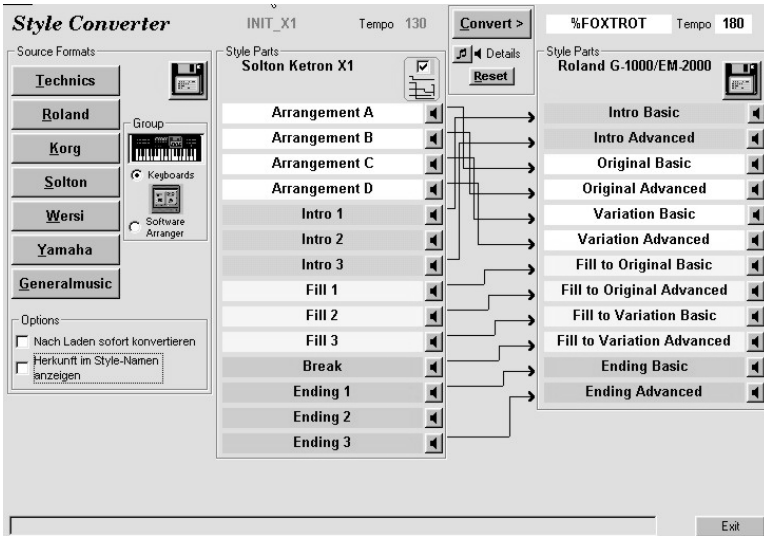 Style Converter
INIT_X1 Tempo 130
Convert >
%FOXTROT Tempo 180
Source Formats
Technics
Roland
Korg
Solton
Wersi
Yamaha
Generalmusic
Group
Keyboards
Software
Arranger
Options
Nach Laden sofort konvertieren
Herkunft im Style-Namen
anzeigen
Style Parts
Solton Ketron X1
Arrangement A
Arrangement B
Arrangement C
Arrangement D
Intro 1
Intro 2
Intro 3
Fill 1
Fill 2
Fill 3
Break
Ending 1
Ending 2
Ending 3
Details
Reset
Style Parts
Roland G-1000/EM-2000
Intro Basic
Intro Advanced
Original Basic
Original Advanced
Variation Basic
Variation Advanced
Fill to Original Basic
Fill to Original Advanced
Fill to Variation Basic
Fill to Variation Advanced
Ending Basic
Ending Advanced
Exit